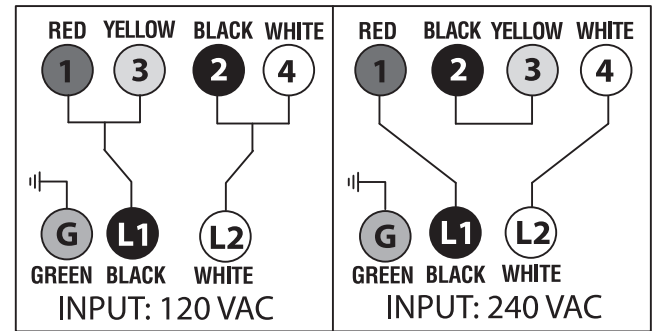 RED YELLOW BLACK WHITE
1 3 2 4
G L1 L2
GREEN BLACK WHITE
INPUT: 120 VAC
RED BLACK YELLOW WHITE
1 2 3 4
G L1 L2
GREEN BLACK WHITE
INPUT: 240 VAC